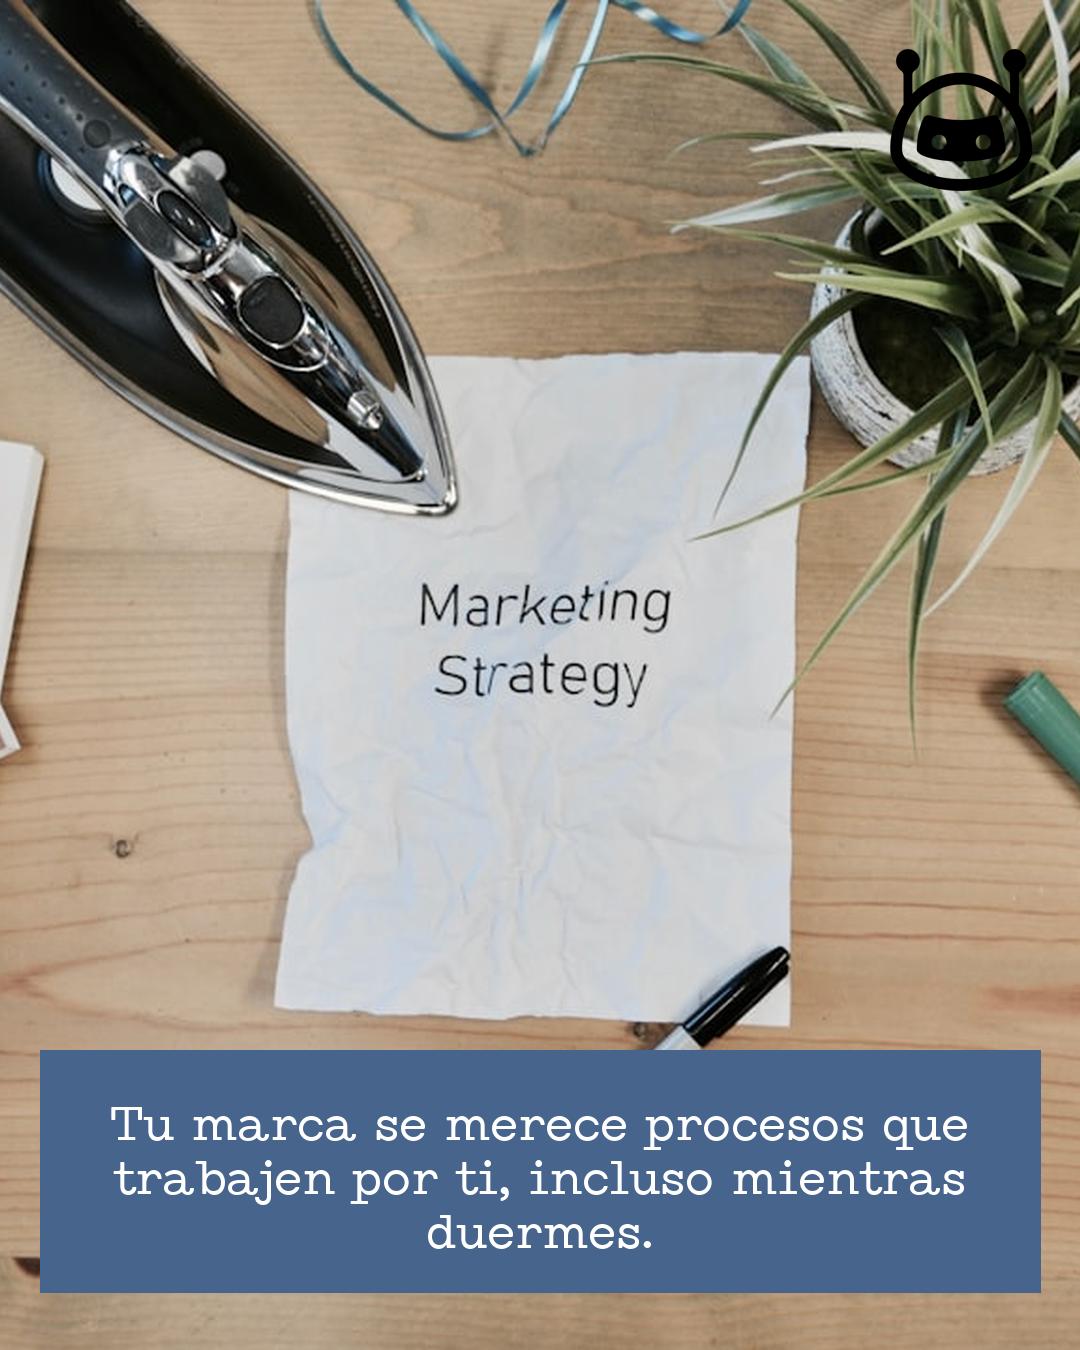 Marketing
Strategy
Tu marca se merece procesos que
trabajen por ti, incluso mientras
duermes.